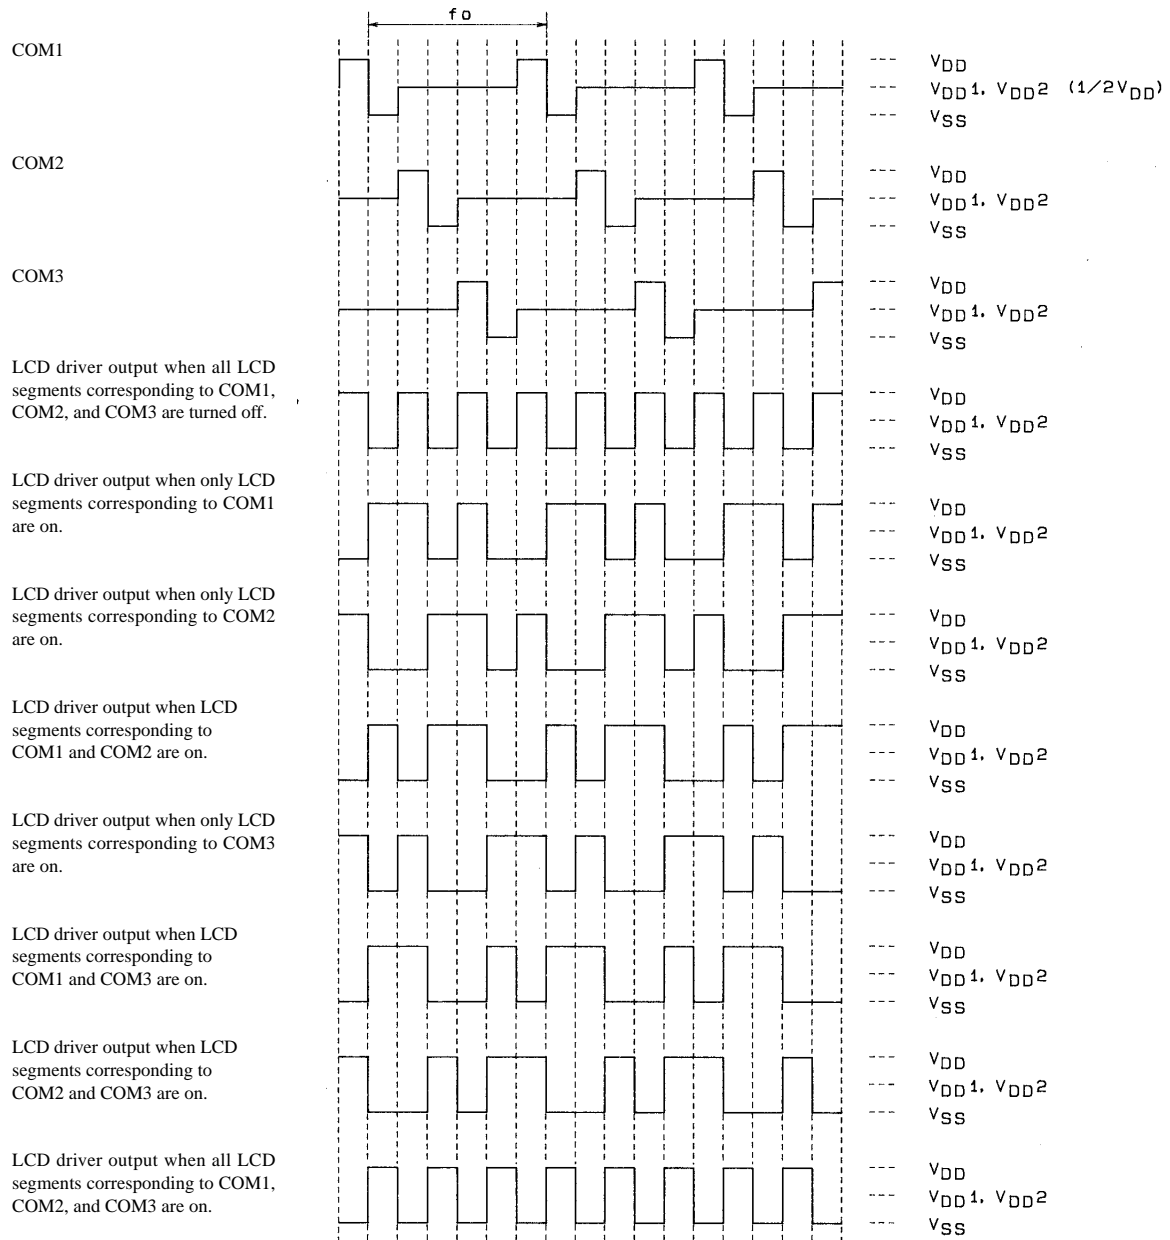 fo
COM1
VDD
VDD1, VDD2 (1/2VDD)
VSS
COM2
VDD
VDD1, VDD2
VSS
COM3
VDD
VDD1, VDD2
VSS
LCD driver output when all LCD
segments corresponding to COM1,
COM2, and COM3 are turned off.
VDD
VDD1, VDD2
VSS
LCD driver output when only LCD
segments corresponding to COM1
are on.
VDD
VDD1, VDD2
VSS
LCD driver output when only LCD
segments corresponding to COM2
are on.
VDD
VDD1, VDD2
VSS
LCD driver output when LCD
segments corresponding to
COM1 and COM2 are on.
VDD
VDD1, VDD2
VSS
LCD driver output when only LCD
segments corresponding to COM3
are on.
VDD
VDD1, VDD2
VSS
LCD driver output when LCD
segments corresponding to
COM1 and COM3 are on.
VDD
VDD1, VDD2
VSS
LCD driver output when LCD
segments corresponding to
COM2 and COM3 are on.
VDD
VDD1, VDD2
VSS
LCD driver output when all LCD
segments corresponding to COM1,
COM2, and COM3 are on.
VDD
VDD1, VDD2
VSS